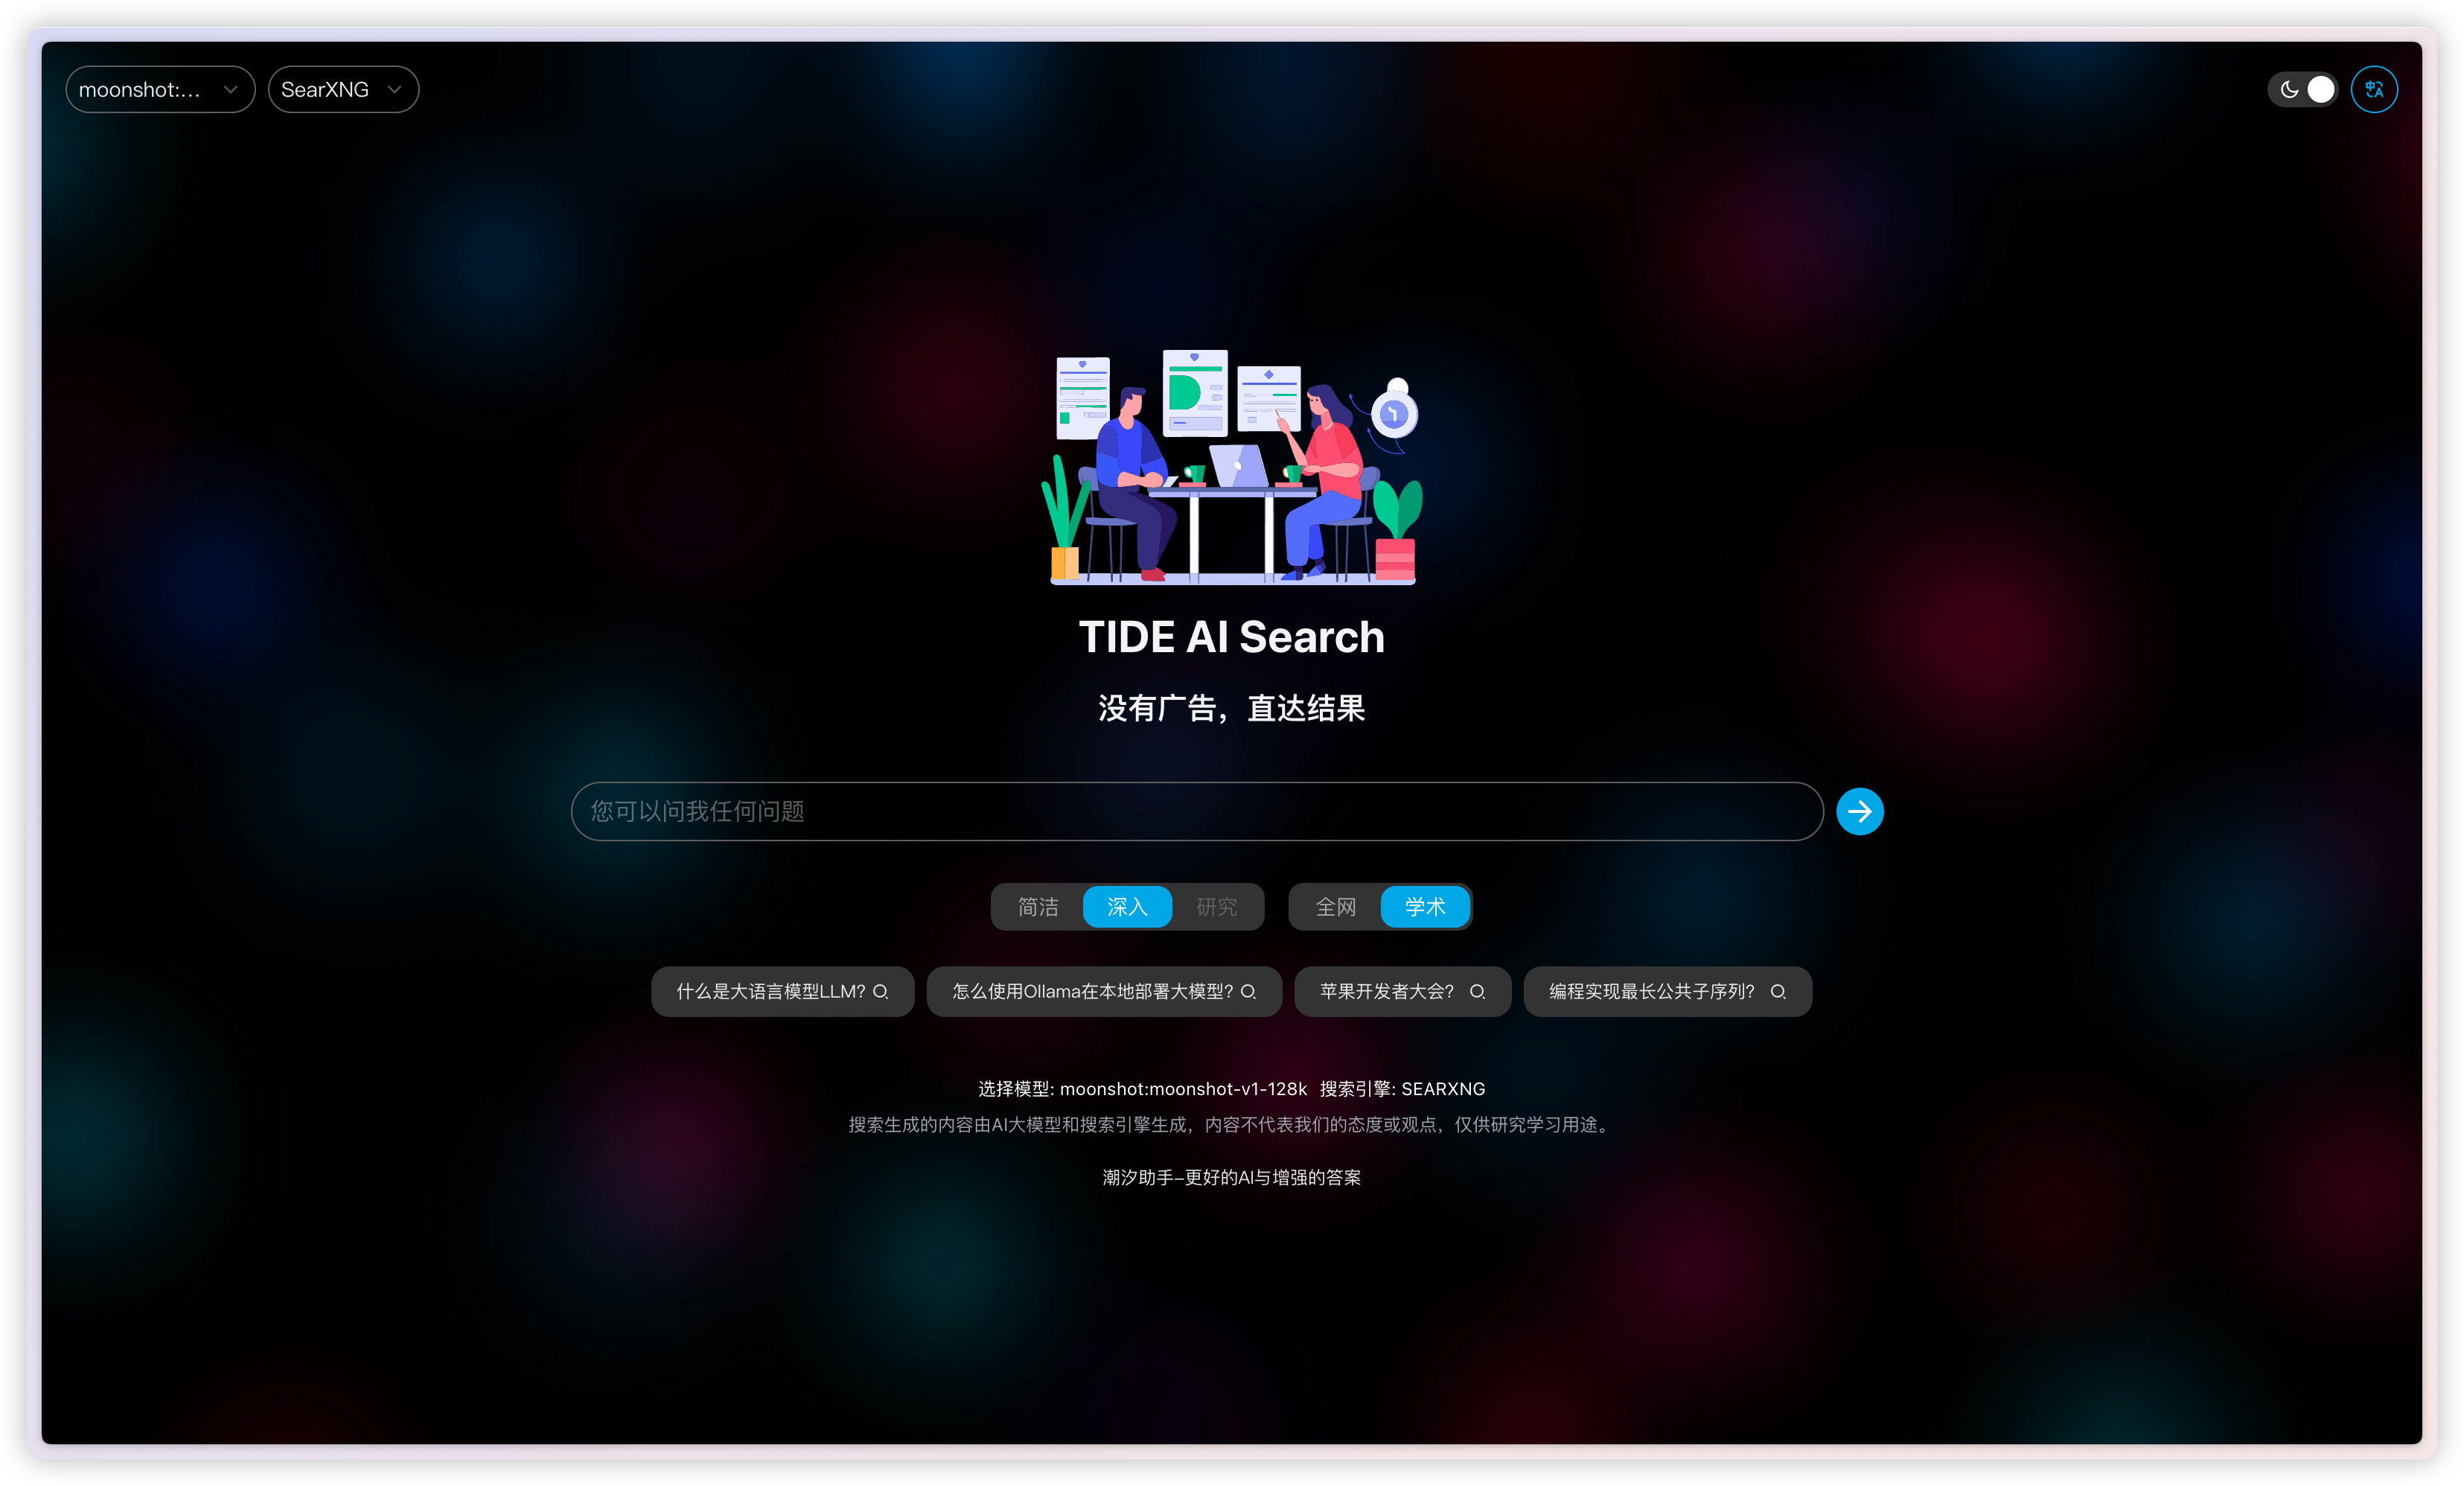 moonshot:... SearXNG
TIDE AI Search
没有广告，直达结果
您可以问我任何问题
简洁 深入 研究 全网 学术
什么是大语言模型LLM? 怎么使用Ollama在本地部署大模型? 苹果开发者大会? 编程实现最长公共子序列?
选择模型: moonshot:moonshot-v1-128k 搜索引擎: SEARXNG
搜索生成的内容由AI大模型和搜索引擎生成，内容不代表我们的态度或观点，仅供研究学习用途。
潮汐助手–更好的AI与增强的答案